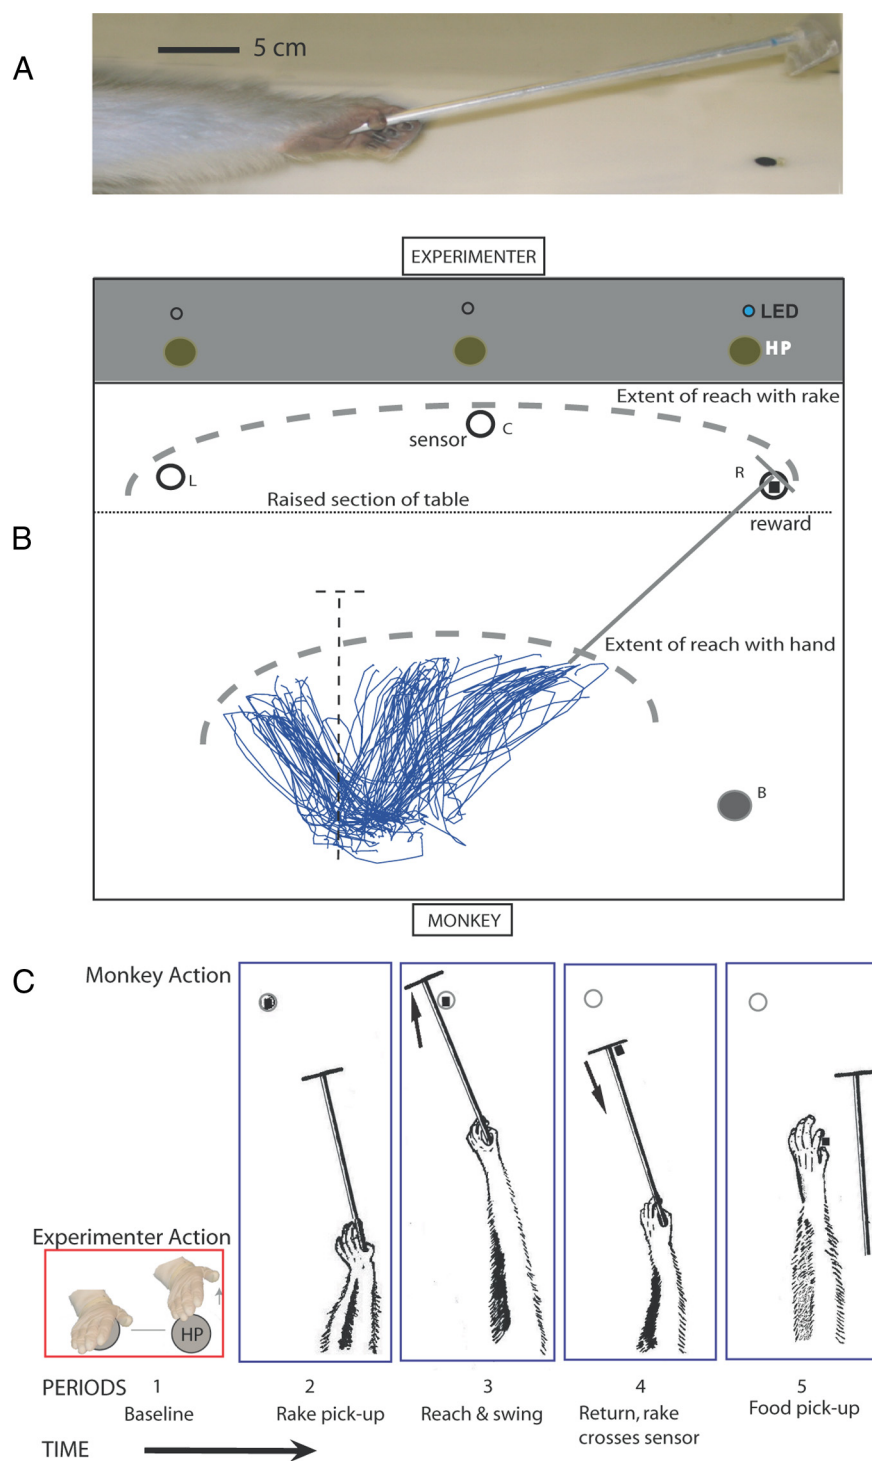 A
5 cm
EXPERIMENTER
LED
HP
Extent of reach with rake
sensor
C
L
R
Raised section of table
reward
B
Extent of reach with hand
B
MONKEY
C
Monkey Action
Experimenter Action
HP
PERIODS 1 2 3 4 5
Baseline
Rake pick-up
Reach & swing
Return, rake
crosses sensor
Food pick-up
TIME